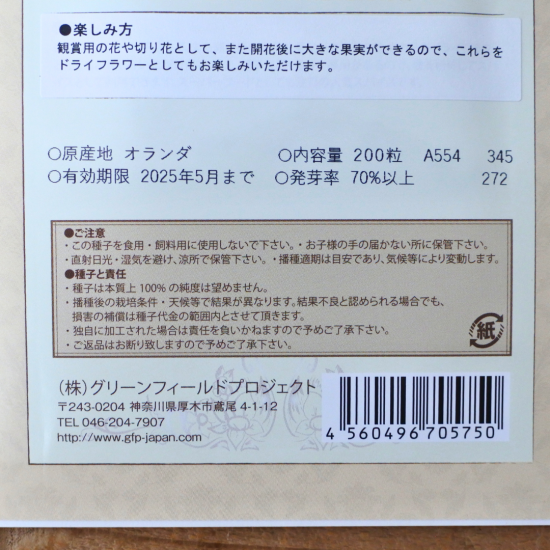 ●楽しみ方
観賞用の花や切り花として、また開花後に大きな果実ができるので、これらを
ドライフラワーとしてもお楽しみいただけます。
○原産地 オランダ ○内容量 200粒 A554 345
○有効期限 2025年5月まで ○発芽率 70%以上 272
●ご注意
・この種子を食用・飼料用に使用しないで下さい。・お子様の手の届かない所に保管下さい。
・直射日光・湿気を避け、涼所で保管下さい。・播種適期は目安であり、気候等により変動します。
●種子と責任
・種子は本質上100%の純度は望めません。
・播種後の栽培条件・天候等で結果が異なります。結果不良と認められる場合でも、
損害の補償は種子代金の範囲内とさせて頂きます。
・独自に加工された場合は責任を負いかねますので予めご了承下さい。
・ご返品はお断り致しますので予めご了承下さい。
紙
(株)グリーンフィールドプロジェクト
〒243-0204 神奈川県厚木市鳶尾 4-1-12
TEL 046-204-7907
http://www.gfp-japan.com/
4 560496 705750